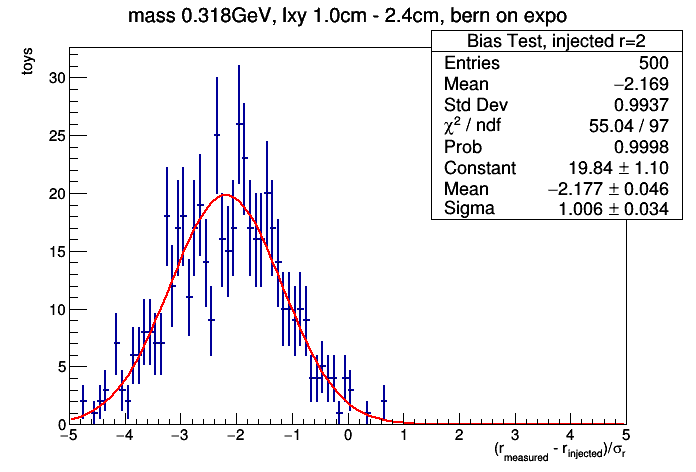 mass 0.318GeV, lxy 1.0cm - 2.4cm, bern on expo
toys
Bias Test, injected r=2
Entries 500
Mean −2.169
Std Dev 0.9937
χ² / ndf 55.04 / 97
Prob 0.9998
Constant 19.84 ± 1.10
Mean −2.177 ± 0.046
Sigma 1.006 ± 0.034
30
25
20
15
10
5
0
−5 −4 −3 −2 −1 0 1 2 3 4 5
(r_measured - r_injected)/σ_r